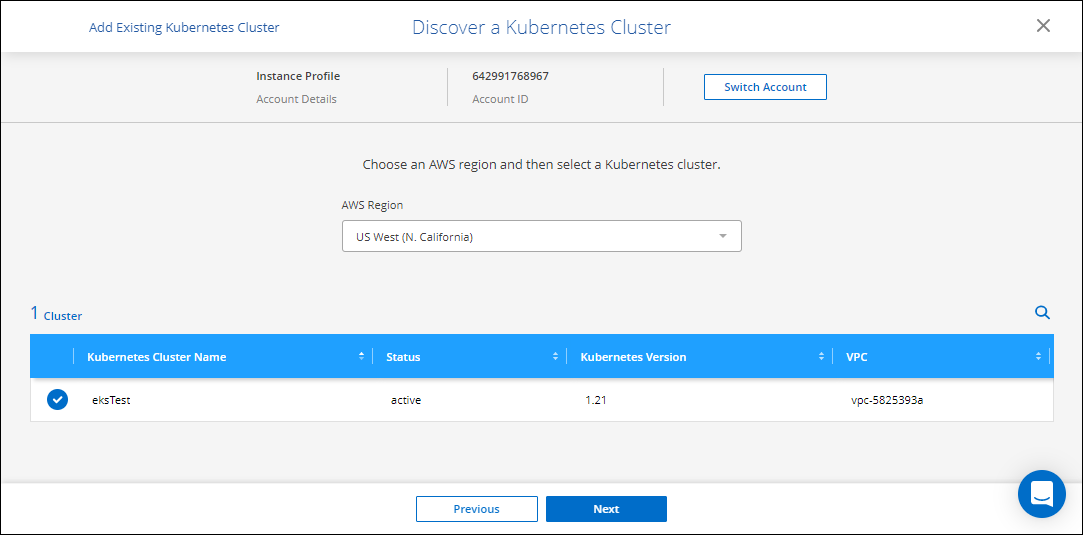 Add Existing Kubernetes Cluster
Discover a Kubernetes Cluster
Instance Profile
Account Details
642991768967
Account ID
Switch Account
Choose an AWS region and then select a Kubernetes cluster.
AWS Region
US West (N. California)
1 Cluster
Kubernetes Cluster Name Status Kubernetes Version VPC
eksTest active 1.21 vpc-5825393a
Previous Next